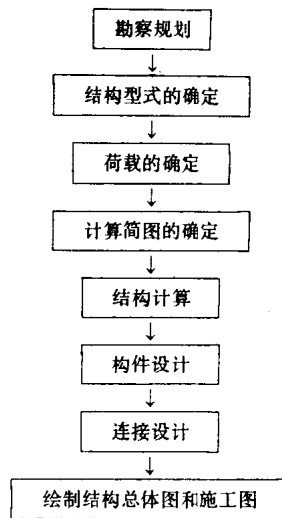 勘察规划
结构型式的确定
荷载的确定
计算简图的确定
结构计算
构件设计
连接设计
绘制结构总体图和施工图